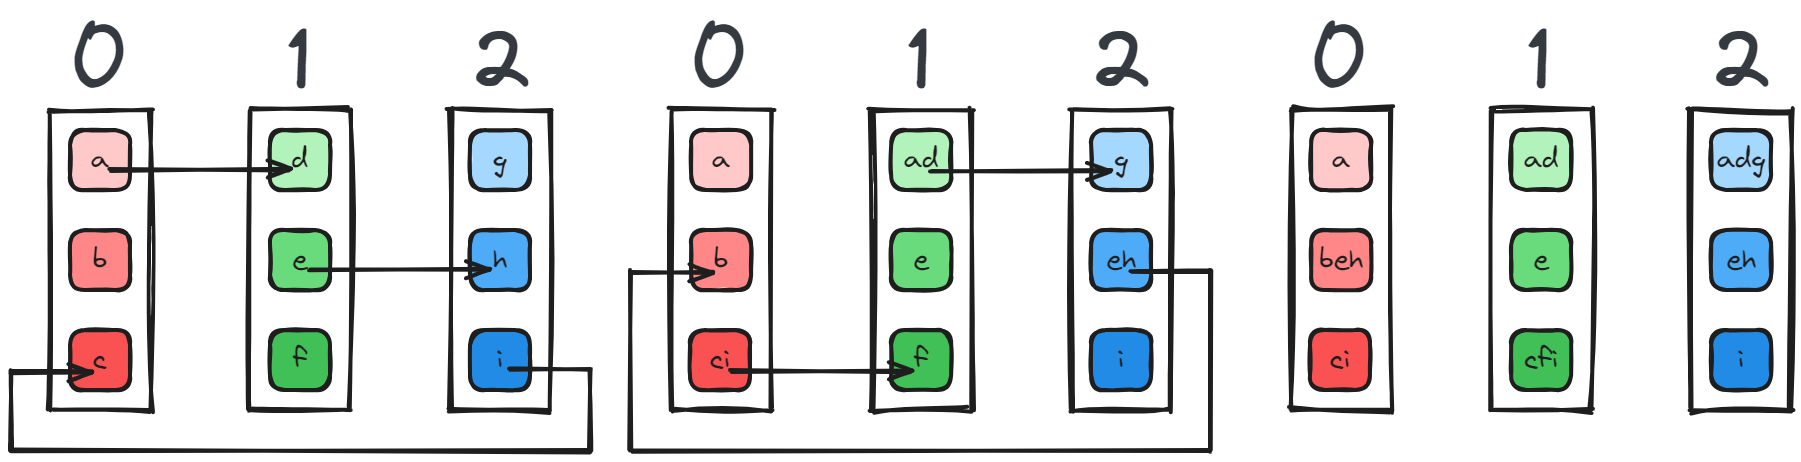 0 1 2 0 1 2 0 1 2
a d g a ad g a ad adg
b e h b e eh beh e eh
c f i ci f i ci cfi i